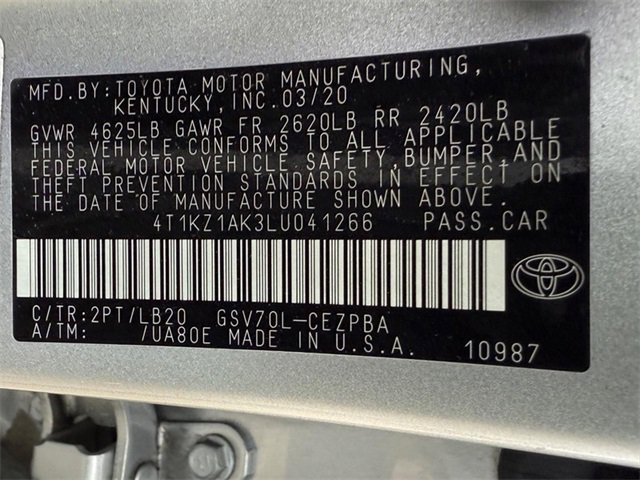 MFD.BY:TOYOTA MOTOR MANUFACTURING,
KENTUCKY,INC.03/20
GVWR 4625LB GAWR FR 2620LB RR 2420LB
THIS VEHICLE CONFORMS TO ALL APPLICABLE
FEDERAL MOTOR VEHICLE SAFETY,BUMPER,AND
THEFT PREVENTION STANDARDS IN EFFECT ON
THE DATE OF MANUFACTURE SHOWN ABOVE.
4T1KZ1AK3LU041266 PASS.CAR
C/TR:2PT/LB20 GSV70L-CEZPBA
A/TM: /UA80E MADE IN U.S.A. 10987